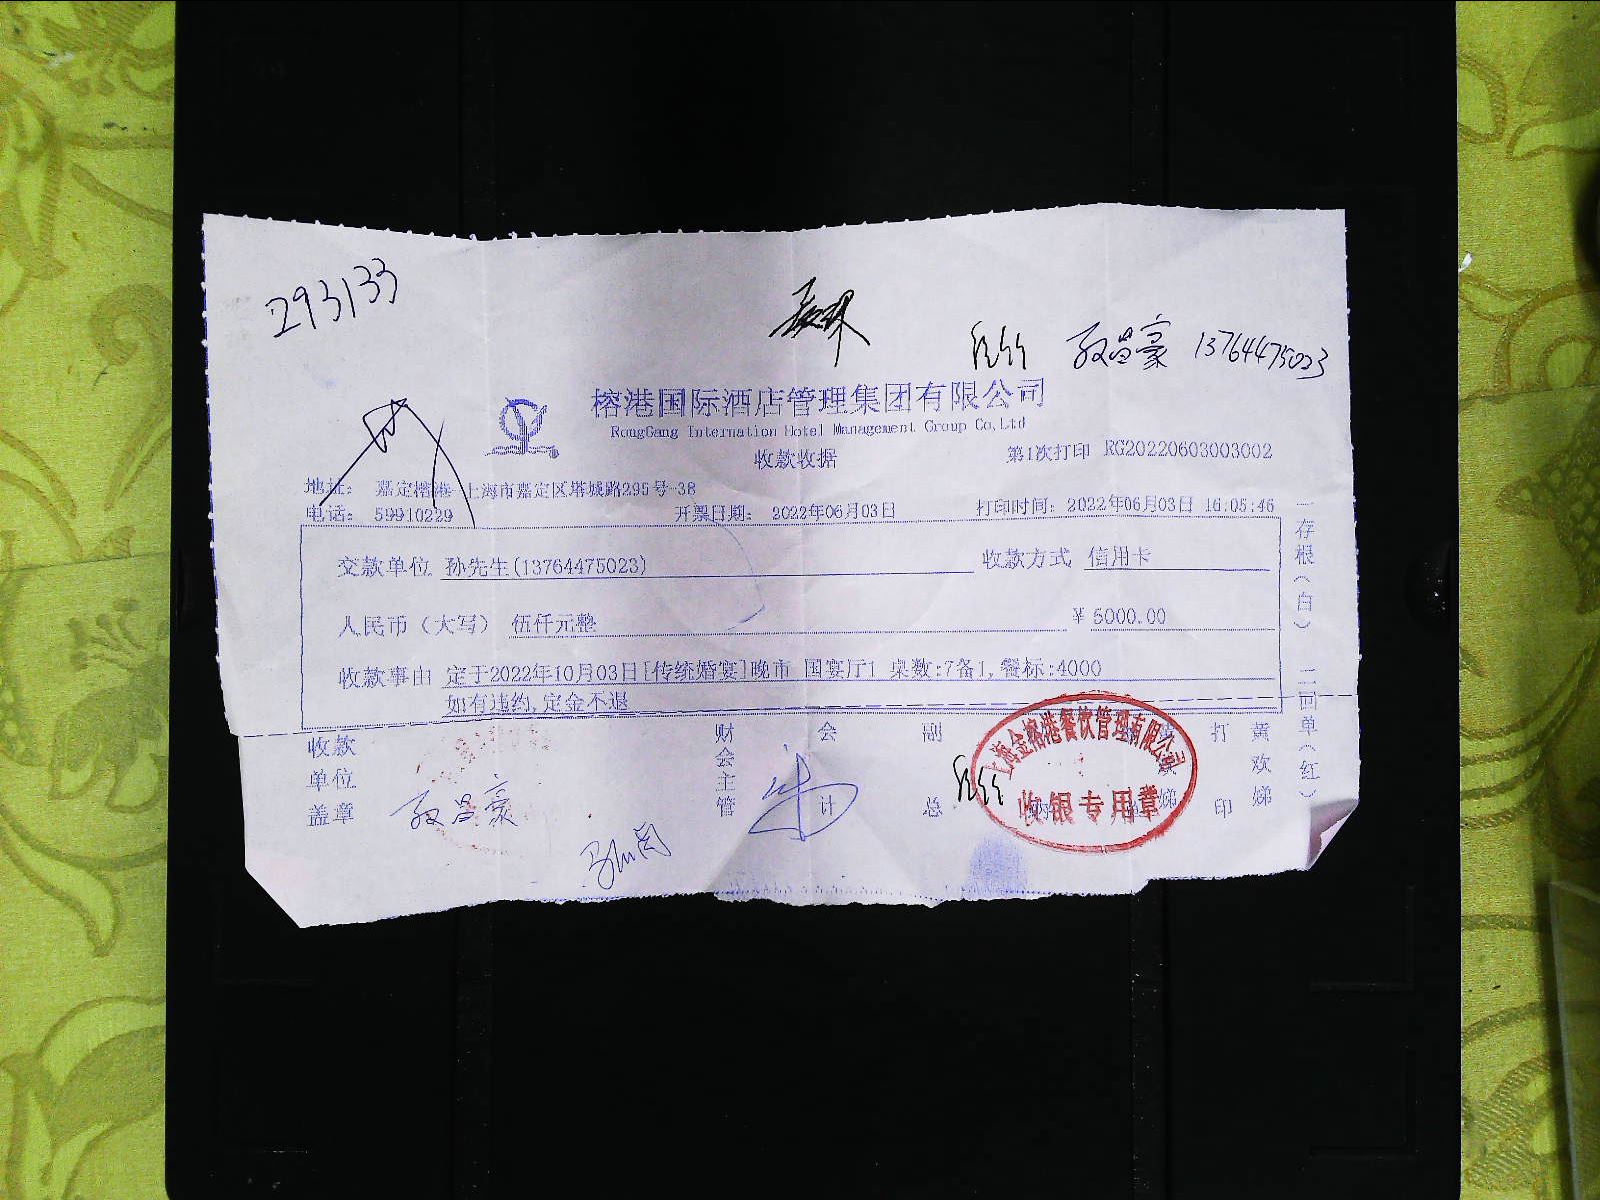 293133
孙昌豪 13764475023
榕港国际酒店管理集团有限公司
RongGang Internation Hotel Management Group Co,Ltd
收款收据
第1次打印 RG20220603003002
地址: 嘉定榕港 上海市嘉定区塔城路295号-38
电话: 59910229 开票日期: 2022年06月03日 打印时间: 2022年06月03日 16:05:46
交款单位 孙先生(13764475023) 收款方式 信用卡
人民币(大写) 伍仟元整 ¥ 5000.00
收款事由 定于2022年10月03日[传统婚宴]晚市 国宴厅1 桌数:7备1,餐标:4000
如有违约,定金不退
收款单位盖章
孙昌豪
财会主管
会计
副总
上海金榕港餐饮管理有限公司
收银专用章
打印
黄欢娣
一存根(白) 二回单(红)